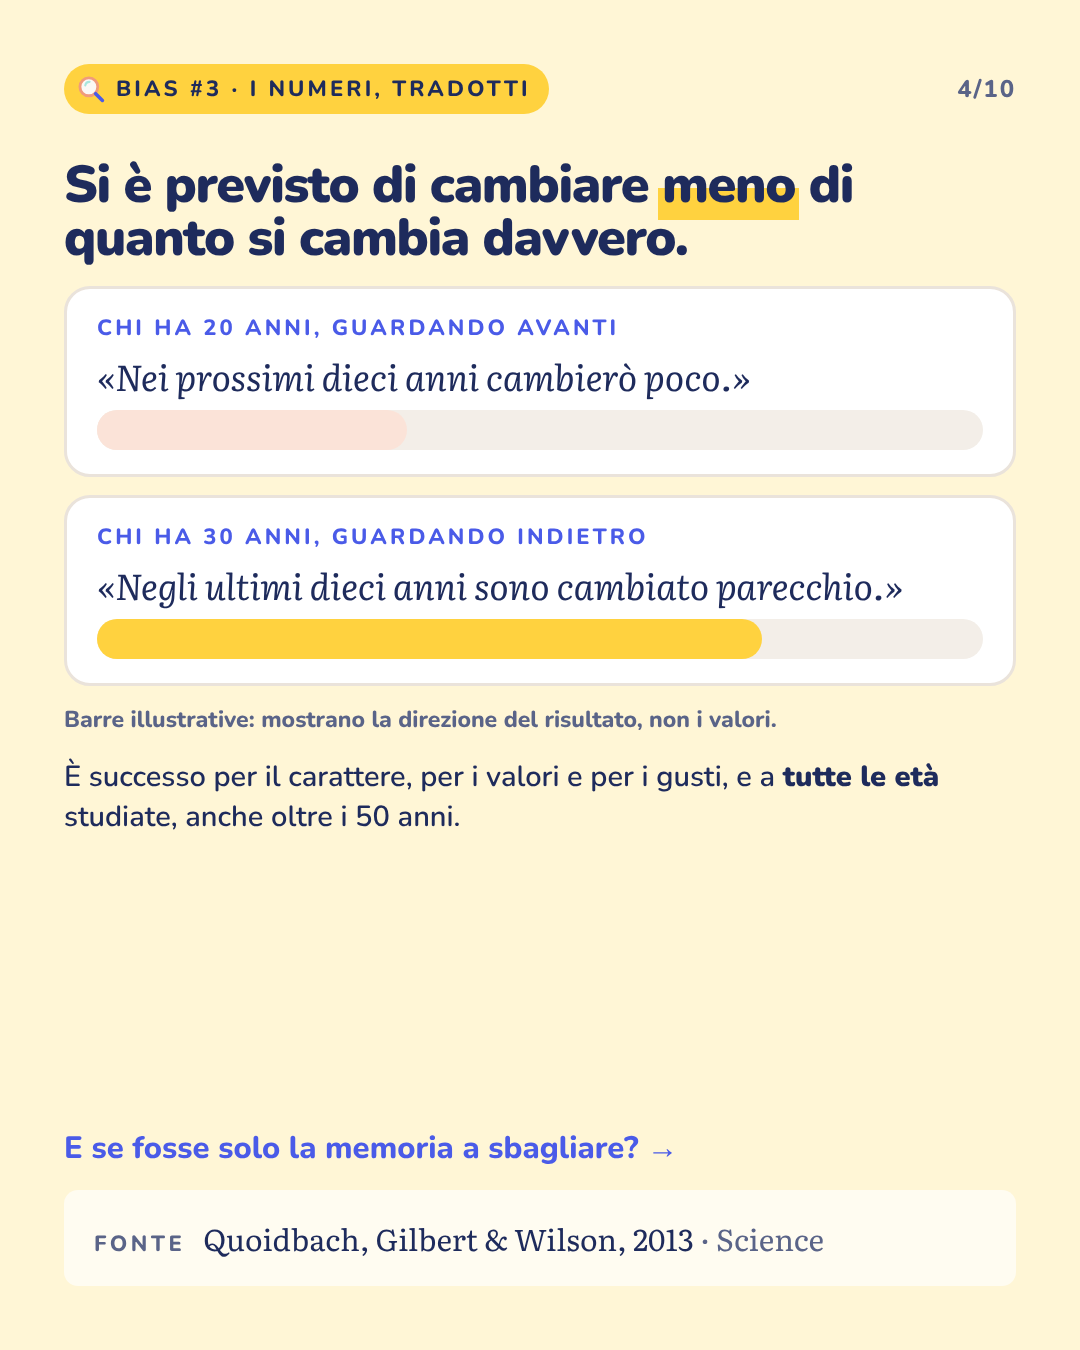 🔍 BIAS #3 · I NUMERI, TRADOTTI
4/10
Si è previsto di cambiare meno di
quanto si cambia davvero.
CHI HA 20 ANNI, GUARDANDO AVANTI
«Nei prossimi dieci anni cambierò poco.»
CHI HA 30 ANNI, GUARDANDO INDIETRO
«Negli ultimi dieci anni sono cambiato parecchio.»
Barre illustrative: mostrano la direzione del risultato, non i valori.
È successo per il carattere, per i valori e per i gusti, e a tutte le età
studiate, anche oltre i 50 anni.
E se fosse solo la memoria a sbagliare? →
FONTE Quoidbach, Gilbert & Wilson, 2013 · Science